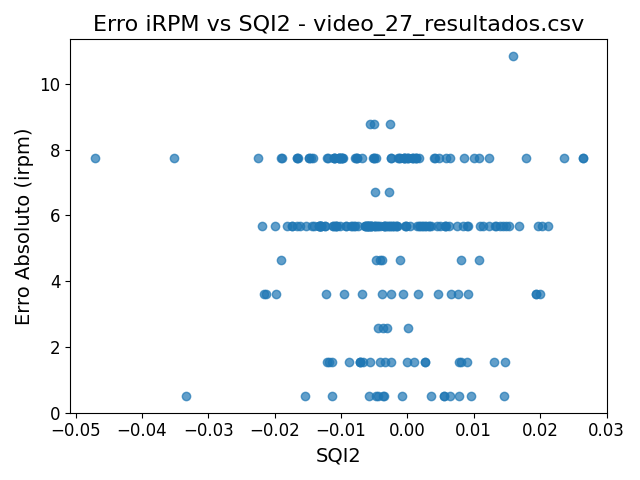 Erro iRPM vs SQI2 - video_27_resultados.csv
Erro Absoluto (irpm)
10
8
6
4
2
0
−0.05 −0.04 −0.03 −0.02 −0.01 0.00 0.01 0.02 0.03
SQI2